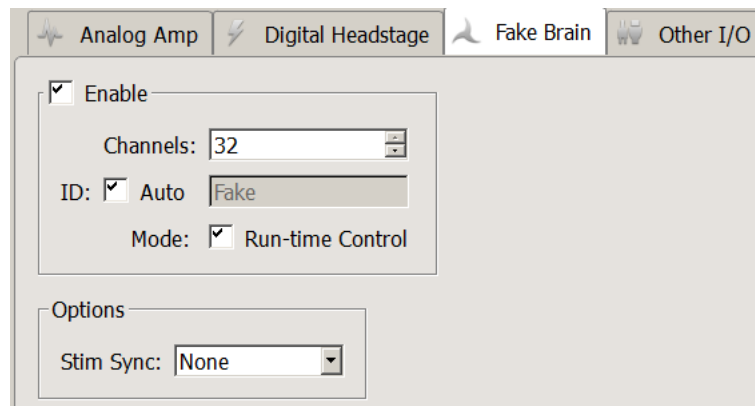 Analog Amp Digital Headstage Fake Brain Other I/O
Enable
Channels: 32
ID: Auto Fake
Mode: Run-time Control
Options
Stim Sync: None